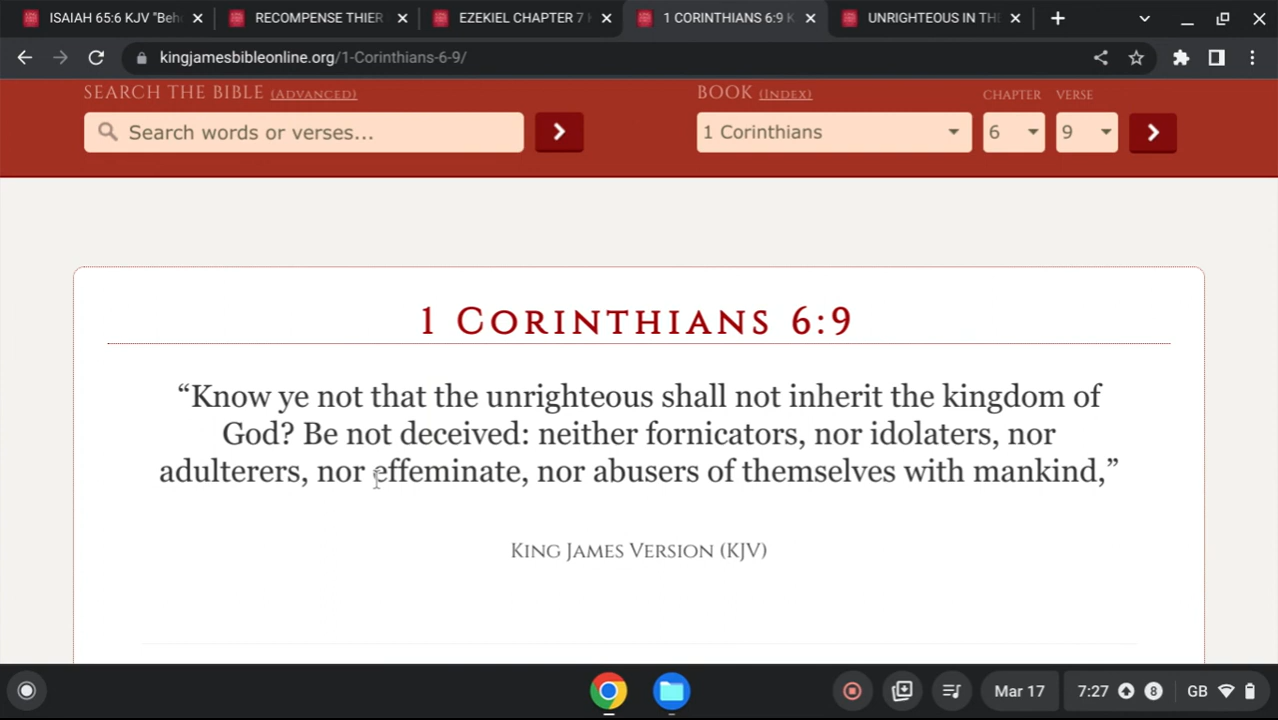 ISAIAH 65:6 KJV "Beh
RECOMPENSE THIER
EZEKIEL CHAPTER 7
1 CORINTHIANS 6:9 K
UNRIGHTEOUS IN TH
kingjamesbibleonline.org/1-Corinthians-6-9/
SEARCH THE BIBLE (ADVANCED)
BOOK (INDEX)
CHAPTER
VERSE
Search words or verses...
1 Corinthians
6
9
1 CORINTHIANS 6:9
“Know ye not that the unrighteous shall not inherit the kingdom of
God? Be not deceived: neither fornicators, nor idolaters, nor
adulterers, nor effeminate, nor abusers of themselves with mankind,”
KING JAMES VERSION (KJV)
Mar 17
7:27
8
GB